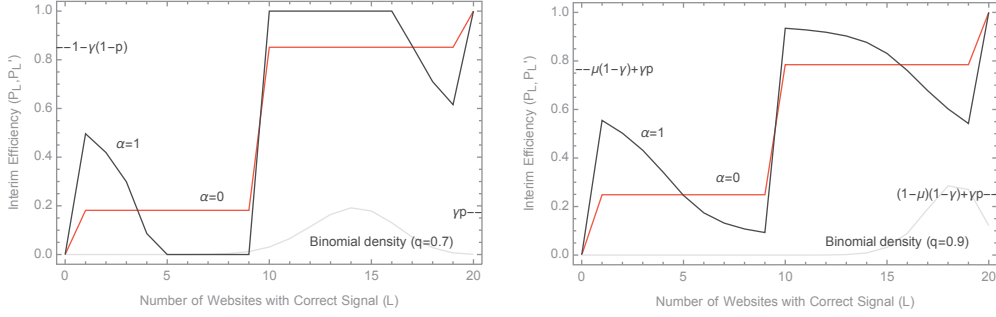 1.0
0.8
0.6
0.4
0.2
0.0
Interim Efficiency (P_L,P_L')
--1-γ(1-p)
α=1
α=0
γp--
Binomial density (q=0.7)
0 5 10 15 20
Number of Websites with Correct Signal (L)
1.0
0.8
0.6
0.4
0.2
0.0
Interim Efficiency (P_L,P_L')
--μ(1-γ)+γp
α=1
α=0
(1-μ)(1-γ)+γp--
Binomial density (q=0.9)
0 5 10 15 20
Number of Websites with Correct Signal (L)